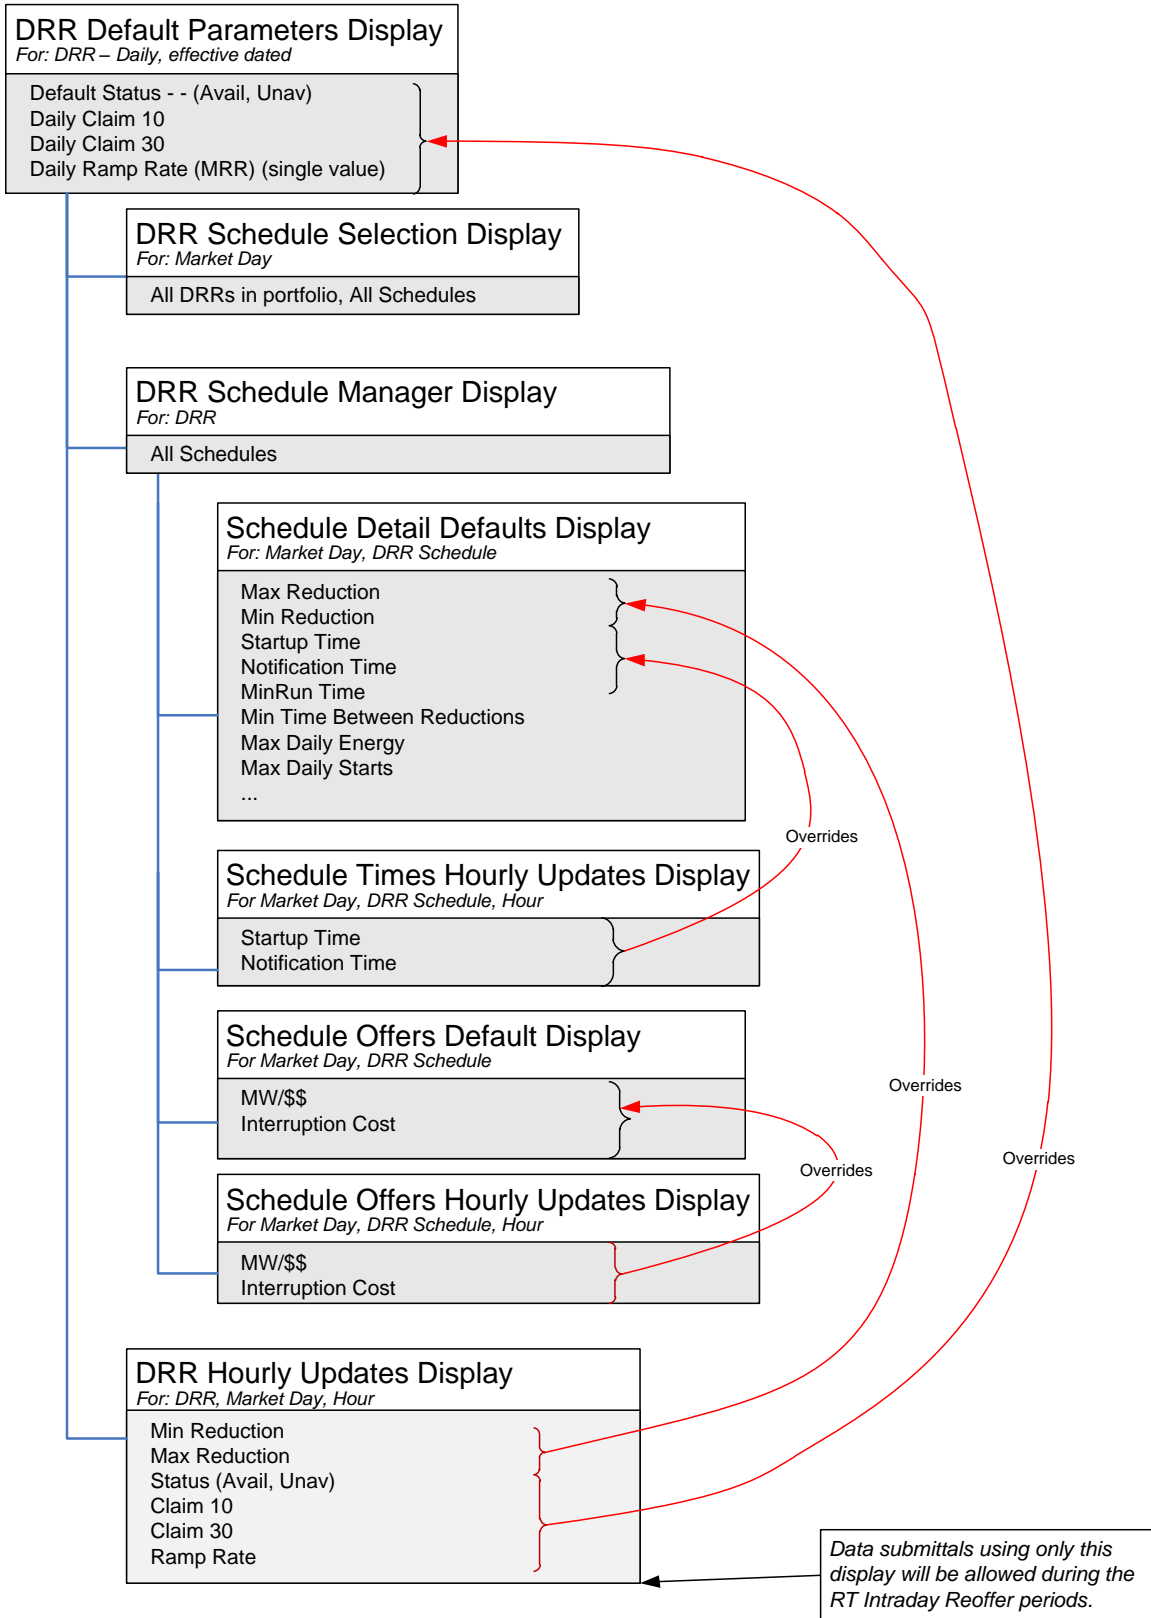 DRR Default Parameters Display
For: DRR – Daily, effective dated
Default Status - - (Avail, Unav)
Daily Claim 10
Daily Claim 30
Daily Ramp Rate (MRR) (single value)
DRR Schedule Selection Display
For: Market Day
All DRRs in portfolio, All Schedules
DRR Schedule Manager Display
For: DRR
All Schedules
Schedule Detail Defaults Display
For: Market Day, DRR Schedule
Max Reduction
Min Reduction
Startup Time
Notification Time
MinRun Time
Min Time Between Reductions
Max Daily Energy
Max Daily Starts
...
Overrides
Schedule Times Hourly Updates Display
For Market Day, DRR Schedule, Hour
Startup Time
Notification Time
Schedule Offers Default Display
For Market Day, DRR Schedule
MW/$$
Interruption Cost
Overrides
Overrides
Overrides
Schedule Offers Hourly Updates Display
For Market Day, DRR Schedule, Hour
MW/$$
Interruption Cost
DRR Hourly Updates Display
For: DRR, Market Day, Hour
Min Reduction
Max Reduction
Status (Avail, Unav)
Claim 10
Claim 30
Ramp Rate
Data submittals using only this
display will be allowed during the
RT Intraday Reoffer periods.